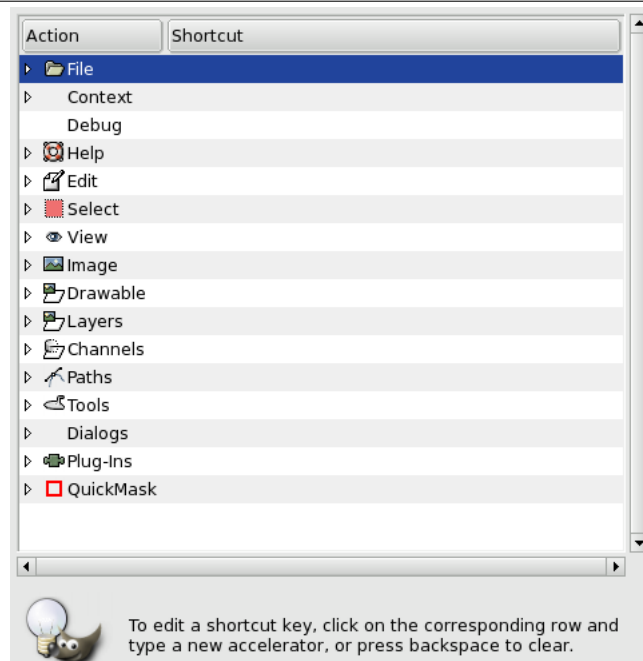 Action Shortcut
File
Context
Debug
Help
Edit
Select
View
Image
Drawable
Layers
Channels
Paths
Tools
Dialogs
Plug-Ins
QuickMask
To edit a shortcut key, click on the corresponding row and
type a new accelerator, or press backspace to clear.